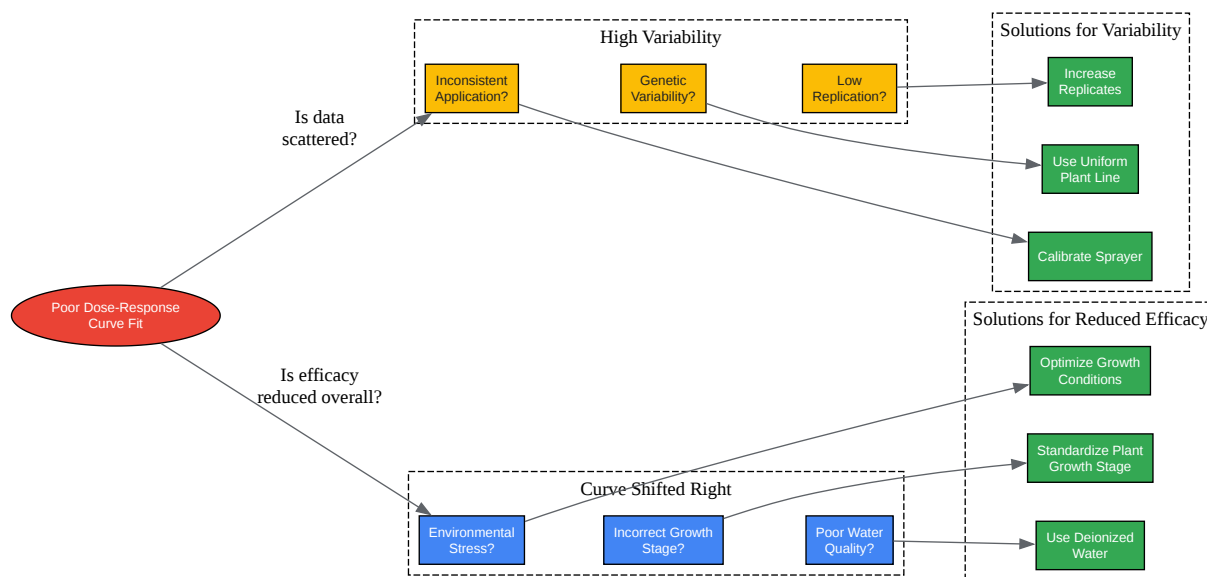 High Variability
Inconsistent
Application?
Genetic
Variability?
Low
Replication?
Solutions for Variability
Increase
Replicates
Use Uniform
Plant Line
Calibrate Sprayer
Is data
scattered?
Poor Dose-Response
Curve Fit
Is efficacy
reduced overall?
Curve Shifted Right
Environmental
Stress?
Incorrect Growth
Stage?
Poor Water
Quality?
Solutions for Reduced Efficacy
Optimize Growth
Conditions
Standardize Plant
Growth Stage
Use Deionized
Water